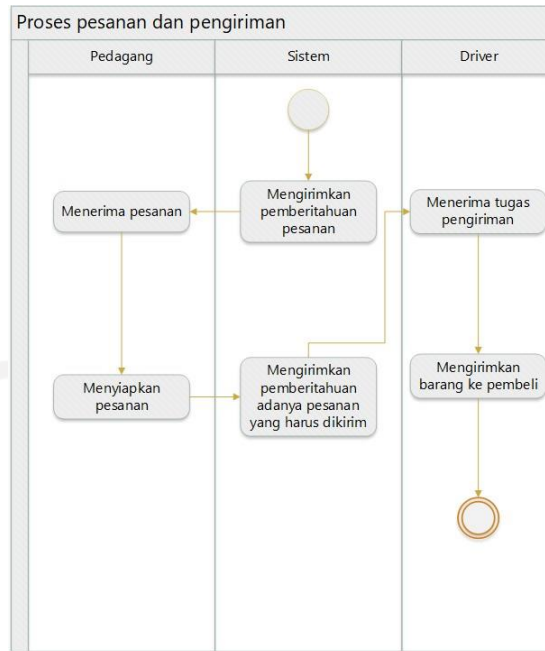 Proses pesanan dan pengiriman
Pedagang
Sistem
Driver
Mengirimkan
pemberitahuan
pesanan
Menerima pesanan
Menyiapkan
pesanan
Mengirimkan
pemberitahuan
adanya pesanan
yang harus dikirim
Menerima tugas
pengiriman
Mengirimkan
barang ke pembeli